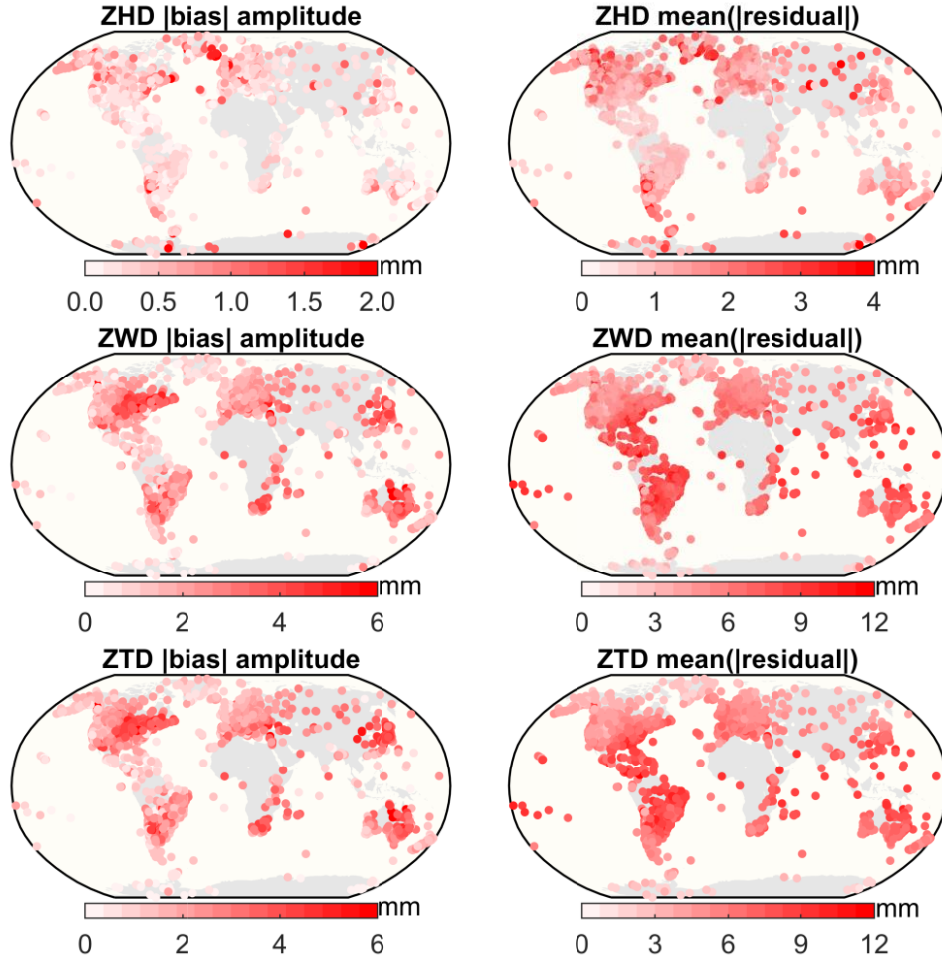 ZHD |bias| amplitude
ZHD mean(|residual|)
0.0 0.5 1.0 1.5 2.0 mm
0 1 2 3 4 mm
ZWD |bias| amplitude
ZWD mean(|residual|)
0 2 4 6 mm
0 3 6 9 12 mm
ZTD |bias| amplitude
ZTD mean(|residual|)
0 2 4 6 mm
0 3 6 9 12 mm